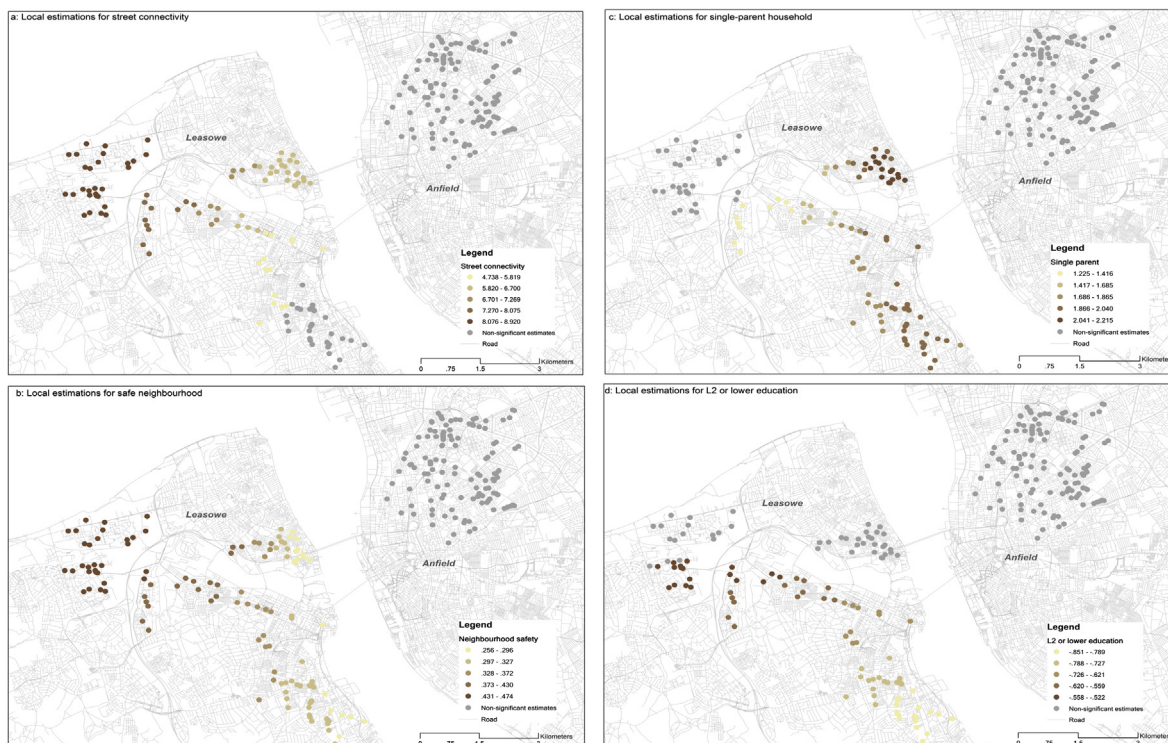 a: Local estimations for street connectivity
Leasowe
Anfield
Legend
Street connectivity
4.738 - 5.819
5.820 - 6.700
6.701 - 7.269
7.270 - 8.075
8.076 - 8.920
Non-significant estimates
Road
Kilometers
0 .75 1.5 3
c: Local estimations for single-parent household
Leasowe
Anfield
Legend
Single parent
1.225 - 1.416
1.417 - 1.685
1.686 - 1.865
1.866 - 2.040
2.041 - 2.215
Non-significant estimates
Road
Kilometers
0 .75 1.5 3
b: Local estimations for safe neighbourhood
Leasowe
Anfield
Legend
Neighbourhood safety
.256 - .296
.297 - .327
.328 - .372
.373 - .430
.431 - .474
Non-significant estimates
Road
Kilometers
0 .75 1.5 3
d: Local estimations for L2 or lower education
Leasowe
Anfield
Legend
L2 or lower education
-.851 - -.789
-.788 - -.727
-.726 - -.621
-.620 - -.559
-.558 - -.522
Non-significant estimates
Road
Kilometers
0 .75 1.5 3